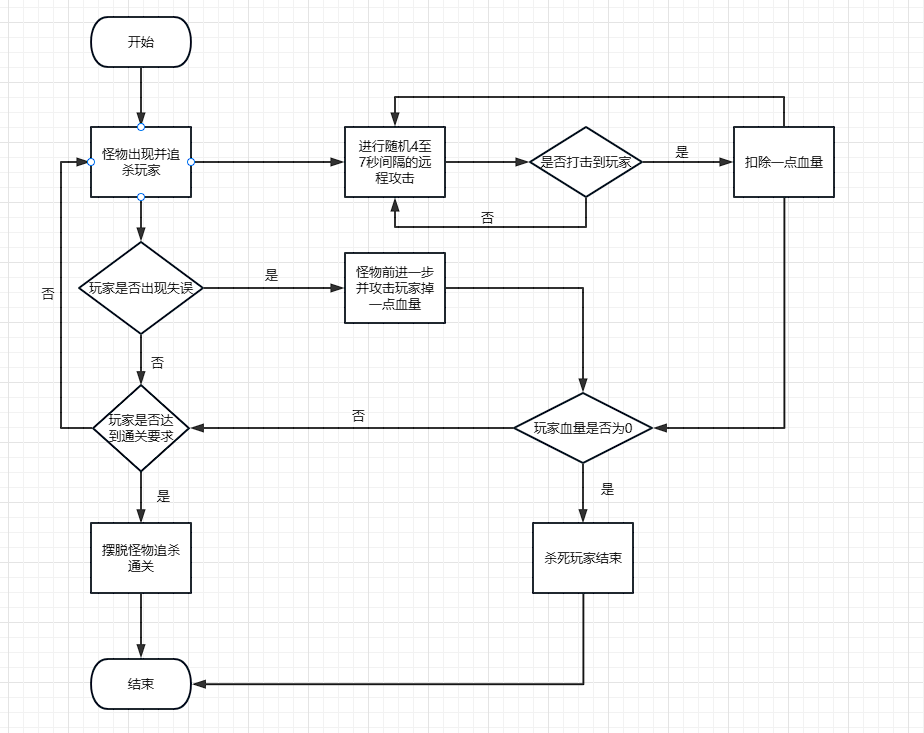 开始
怪物出现并追
杀玩家
进行随机4至
7秒间隔的远
程攻击
是否打击到玩家
是
扣除一点血量
否
玩家是否出现失误
是
怪物前进一步
并攻击玩家掉
一点血量
否
否
玩家是否达
到通关要求
否
玩家血量是否为0
是
是
摆脱怪物追杀
通关
杀死玩家结束
结束